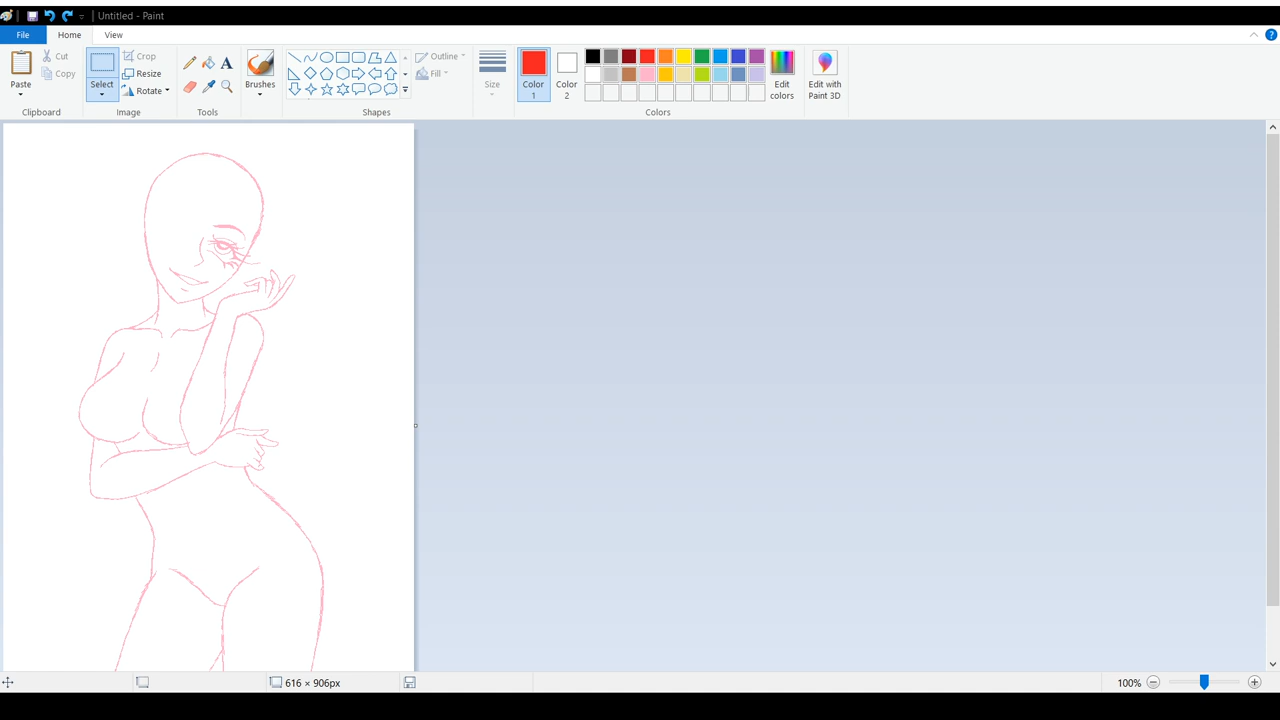 Untitled - Paint
File Home View
Paste
Cut
Copy
Clipboard
Select
Crop
Resize
Rotate
Image
A
Tools
Brushes
Outline
Fill
Shapes
Size
Color
1
Color
2
Edit
colors
Colors
Edit with
Paint 3D
?
616 × 906px
100%